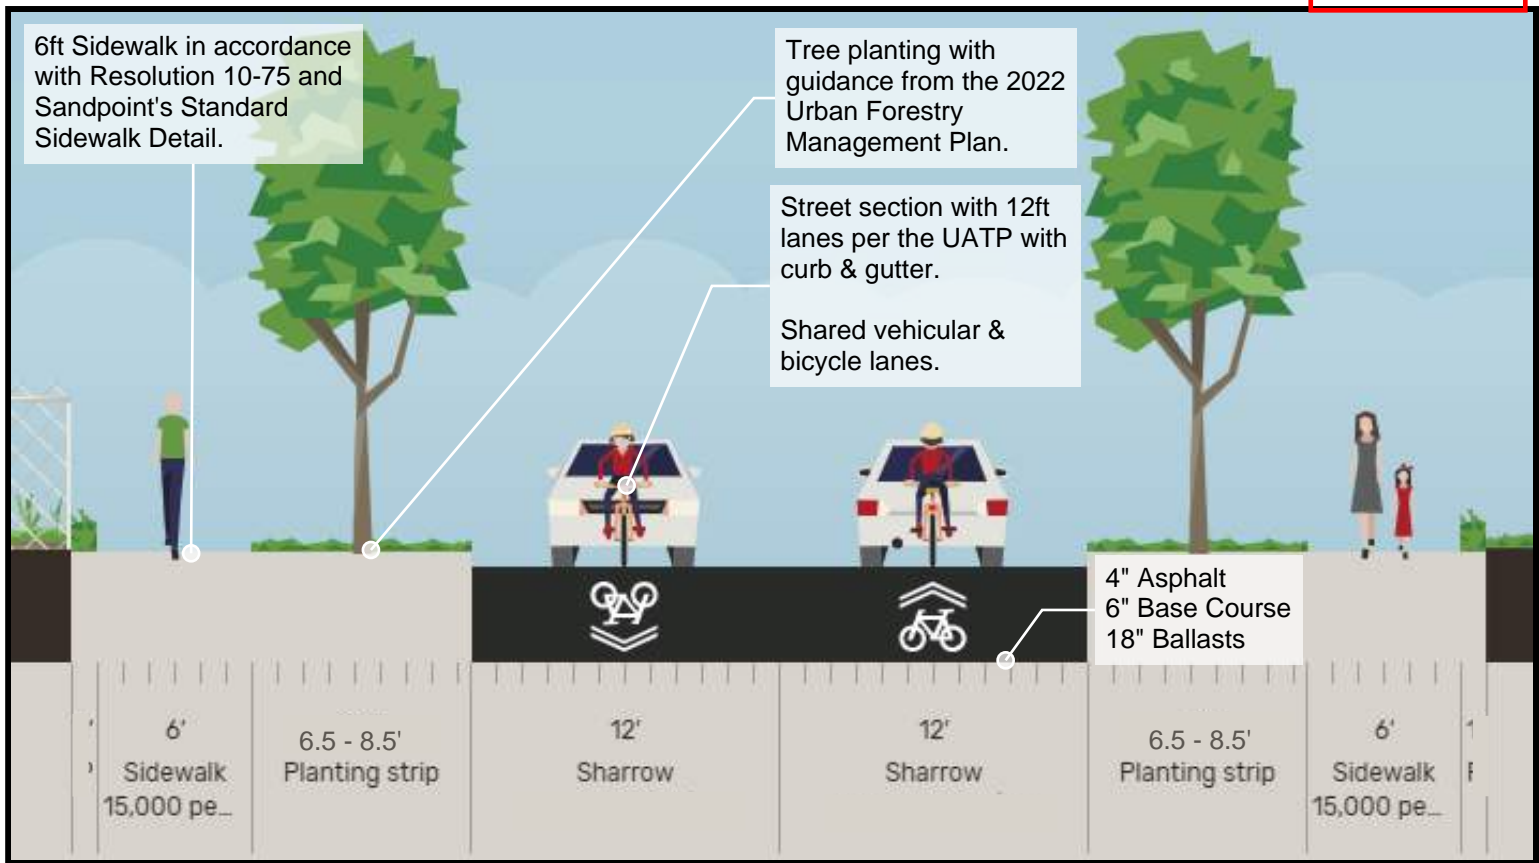 6ft Sidewalk in accordance
with Resolution 10-75 and
Sandpoint's Standard
Sidewalk Detail.
Tree planting with
guidance from the 2022
Urban Forestry
Management Plan.
Street section with 12ft
lanes per the UATP with
curb & gutter.
Shared vehicular &
bicycle lanes.
4" Asphalt
6" Base Course
18" Ballasts
6'
Sidewalk
15,000 pe...
6.5 - 8.5'
Planting strip
12'
Sharrow
12'
Sharrow
6.5 - 8.5'
Planting strip
6'
Sidewalk
15,000 pe...